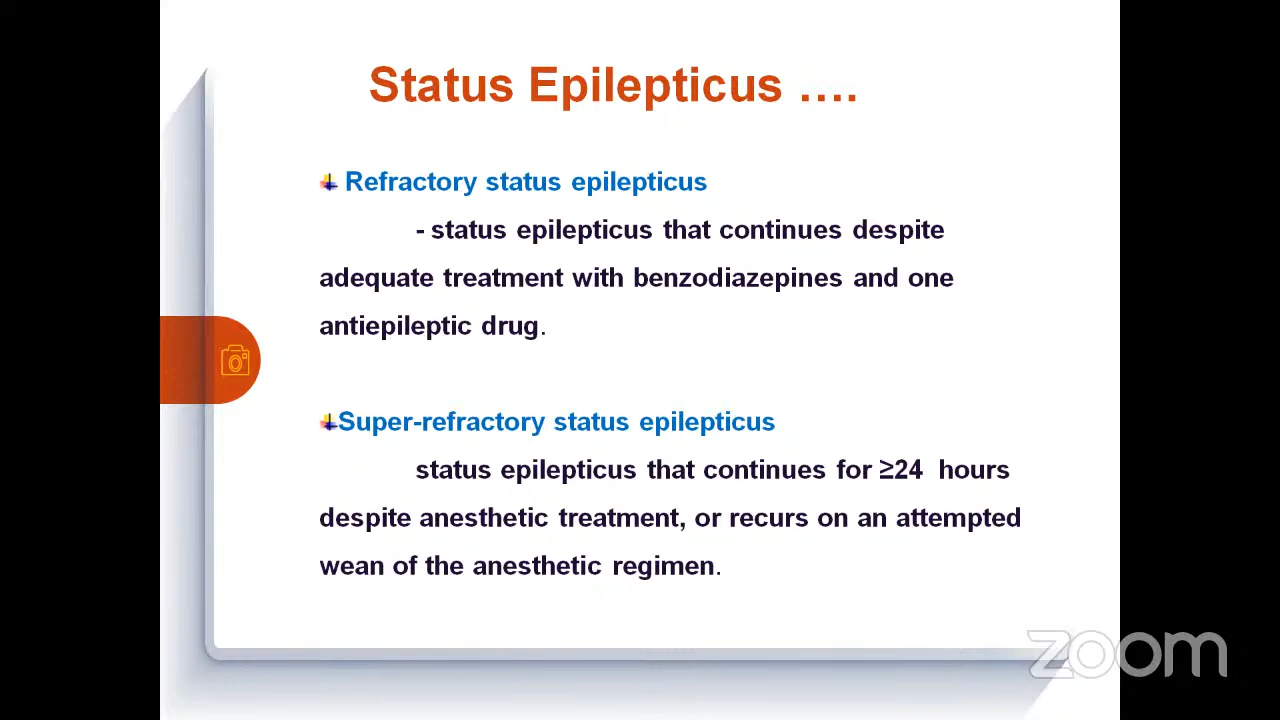 Status Epilepticus ....
Refractory status epilepticus
- status epilepticus that continues despite
adequate treatment with benzodiazepines and one
antiepileptic drug.
Super-refractory status epilepticus
status epilepticus that continues for ≥24 hours
despite anesthetic treatment, or recurs on an attempted
wean of the anesthetic regimen.
zoom